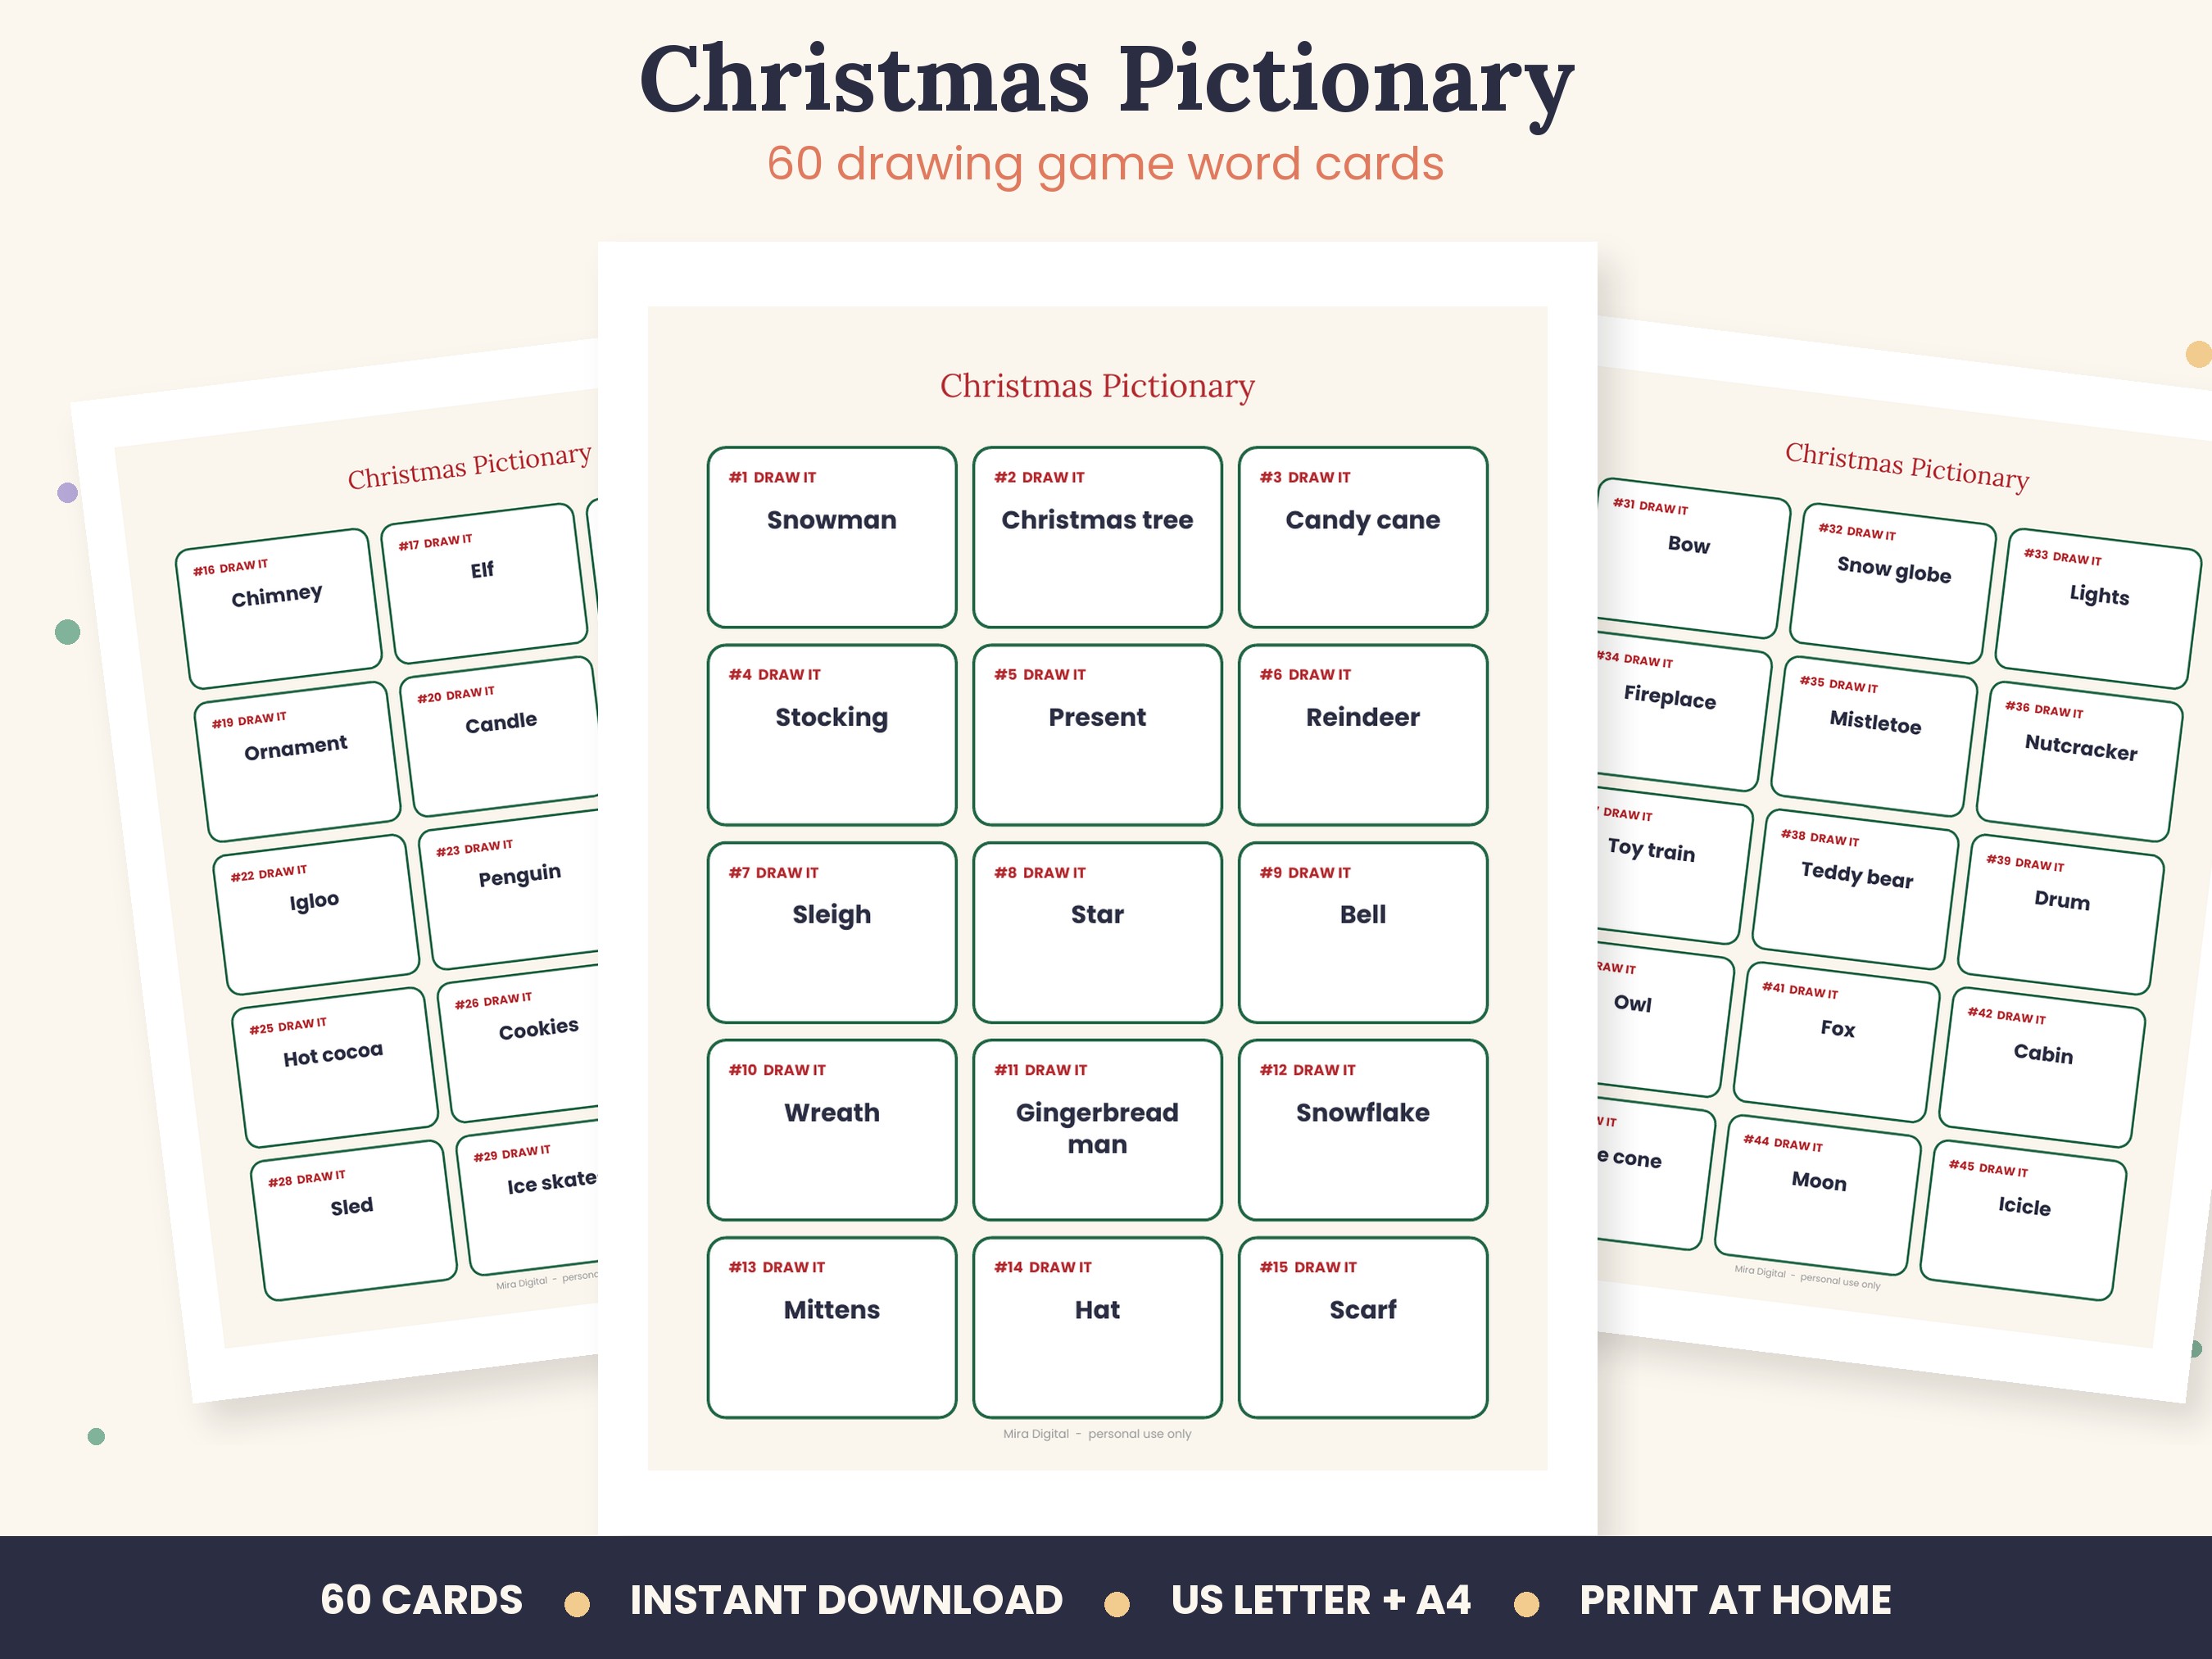 Christmas Pictionary
60 drawing game word cards
Christmas Pictionary
#16 DRAW IT
Chimney
#17 DRAW IT
Elf
#19 DRAW IT
Ornament
#20 DRAW IT
Candle
#22 DRAW IT
Igloo
#23 DRAW IT
Penguin
#25 DRAW IT
Hot cocoa
#26 DRAW IT
Cookies
#28 DRAW IT
Sled
#29 DRAW IT
Ice skate
Mira Digital -
Christmas Pictionary
#1 DRAW IT
Snowman
#2 DRAW IT
Christmas tree
#3 DRAW IT
Candy cane
#4 DRAW IT
Stocking
#5 DRAW IT
Present
#6 DRAW IT
Reindeer
#7 DRAW IT
Sleigh
#8 DRAW IT
Star
#9 DRAW IT
Bell
#10 DRAW IT
Wreath
#11 DRAW IT
Gingerbread
man
#12 DRAW IT
Snowflake
#13 DRAW IT
Mittens
#14 DRAW IT
Hat
#15 DRAW IT
Scarf
Mira Digital - personal use only
Christmas Pictionary
#31 DRAW IT
Bow
#32 DRAW IT
Snow globe
#33 DRAW IT
Lights
#34 DRAW IT
Fireplace
#35 DRAW IT
Mistletoe
#36 DRAW IT
Nutcracker
DRAW IT
Toy train
#38 DRAW IT
Teddy bear
#39 DRAW IT
Drum
IT
Owl
#41 DRAW IT
Fox
#42 DRAW IT
Cabin
IT
cone
#44 DRAW IT
Moon
#45 DRAW IT
Icicle
Mira Digital - personal use only
60 CARDS
INSTANT DOWNLOAD
US LETTER + A4
PRINT AT HOME